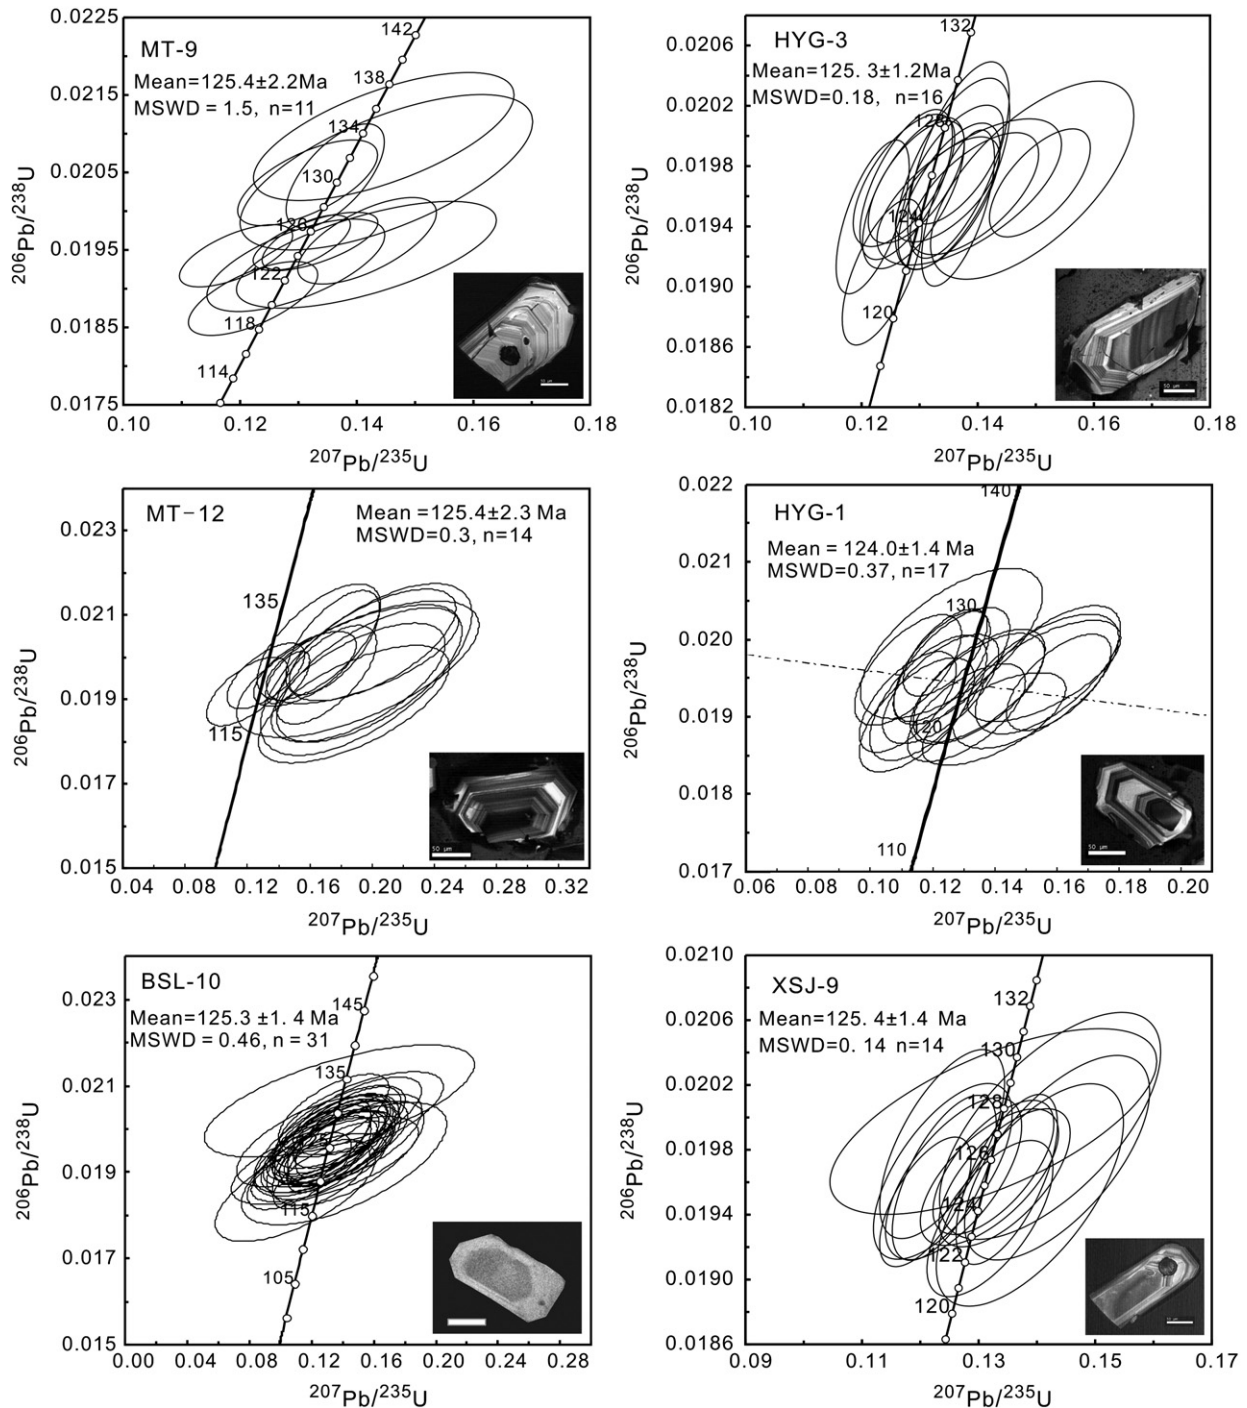 MT-9
Mean=125.4±2.2Ma
MSWD = 1.5, n=11
142
138
134
130
126
122
118
114
0.0225
0.0215
0.0205
0.0195
0.0185
0.0175
0.10 0.12 0.14 0.16 0.18
206Pb/238U
207Pb/235U
HYG-3
Mean=125. 3±1.2Ma
MSWD=0.18, n=16
132
128
124
120
0.0206
0.0202
0.0198
0.0194
0.0190
0.0186
0.0182
0.10 0.12 0.14 0.16 0.18
206Pb/238U
207Pb/235U
50 μm
MT-12
Mean =125.4±2.3 Ma
MSWD=0.3, n=14
135
115
0.023
0.021
0.019
0.017
0.015
0.04 0.08 0.12 0.16 0.20 0.24 0.28 0.32
206Pb/238U
207Pb/235U
50 μm
HYG-1
Mean = 124.0±1.4 Ma
MSWD=0.37, n=17
140
130
120
110
0.022
0.021
0.020
0.019
0.018
0.017
0.06 0.08 0.10 0.12 0.14 0.16 0.18 0.20
206Pb/238U
207Pb/235U
50 μm
BSL-10
Mean=125.3 ±1. 4 Ma
MSWD = 0.46, n = 31
145
135
115
105
0.023
0.021
0.019
0.017
0.015
0.00 0.04 0.08 0.12 0.16 0.20 0.24 0.28
206Pb/238U
207Pb/235U
XSJ-9
Mean=125.4±1.4 Ma
MSWD=0. 14 n=14
132
130
128
126
124
122
120
0.0210
0.0206
0.0202
0.0198
0.0194
0.0190
0.0186
0.09 0.11 0.13 0.15 0.17
206Pb/238U
207Pb/235U